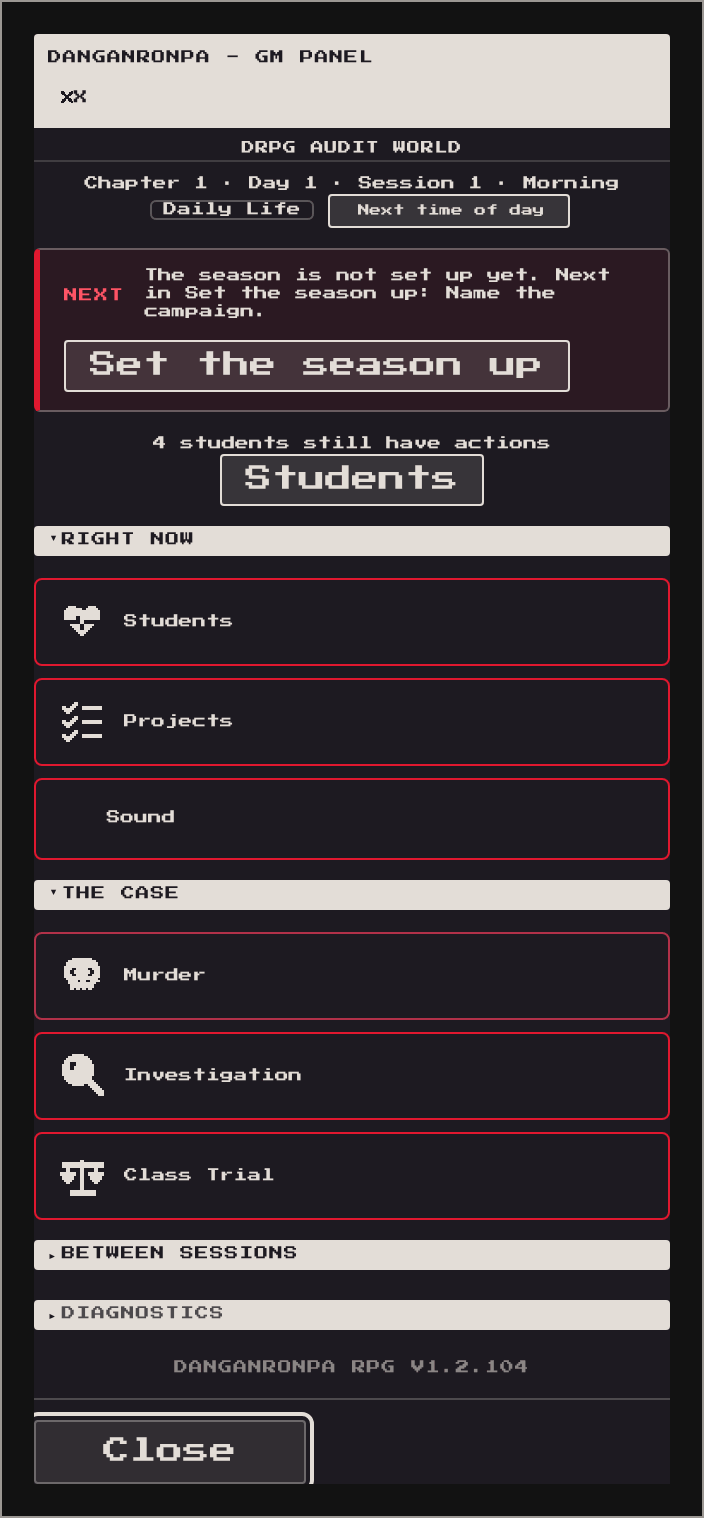 DANGANRONPA - GM PANEL
xx
DRPG AUDIT WORLD
Chapter 1 · Day 1 · Session 1 · Morning
Daily Life
Next time of day
NEXT
The season is not set up yet. Next
in Set the season up: Name the
campaign.
Set the season up
4 students still have actions
Students
▾RIGHT NOW
Students
Projects
Sound
▾THE CASE
Murder
Investigation
Class Trial
▸BETWEEN SESSIONS
▸DIAGNOSTICS
DANGANRONPA RPG V1.2.104
Close